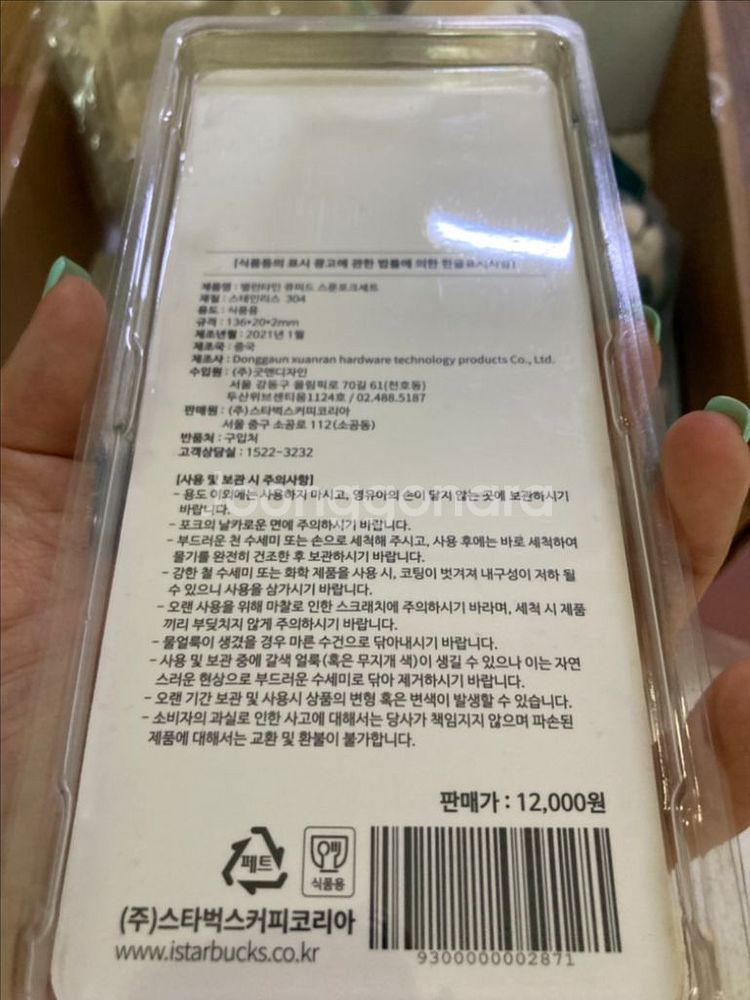 [식품등의 표시 광고에 관한 법률에 의한 한글표시사항]
제품명 : 밸런타인 큐피드 스푼포크세트
재질 : 스테인리스 304
용도 : 식품용
규격 : 136*20*2mm
제조년월 : 2021년 1월
제조국 : 중국
제조사 : Donggaun xuanran hardware technology products Co., Ltd.
수입원 : (주)굿앤디자인
서울 강동구 올림픽로 70길 61(천호동)
두산위브센티움1124호 / 02.488.5187
판매원 : (주)스타벅스커피코리아
서울 중구 소공로 112(소공동)
반품처 : 구입처
고객상담실 : 1522-3232
[사용 및 보관 시 주의사항]
- 용도 이외에는 사용하지 마시고, 영유아의 손이 닿지 않는 곳에 보관하시기
바랍니다.
joonggonara
- 포크의 날카로운 면에 주의하시기 바랍니다.
- 부드러운 천 수세미 또는 손으로 세척해 주시고, 사용 후에는 바로 세척하여
물기를 완전히 건조한 후 보관하시기 바랍니다.
- 강한 철 수세미 또는 화학 제품을 사용 시, 코팅이 벗겨져 내구성이 저하 될
수 있으니 사용을 삼가시기 바랍니다.
- 오랜 사용을 위해 마찰로 인한 스크래치에 주의하시기 바라며, 세척 시 제품
끼리 부딪치지 않게 주의하시기 바랍니다.
- 물얼룩이 생겼을 경우 마른 수건으로 닦아내시기 바랍니다.
- 사용 및 보관 중에 갈색 얼룩(혹은 무지개 색)이 생길 수 있으나 이는 자연
스러운 현상으로 부드러운 수세미로 닦아 제거하시기 바랍니다.
- 오랜 기간 보관 및 사용시 상품의 변형 혹은 변색이 발생할 수 있습니다.
- 소비자의 과실로 인한 사고에 대해서는 당사가 책임지지 않으며 파손된
제품에 대해서는 교환 및 환불이 불가합니다.
판매가 : 12,000원
페트
식품용
(주)스타벅스커피코리아
www.istarbucks.co.kr
9300000002871